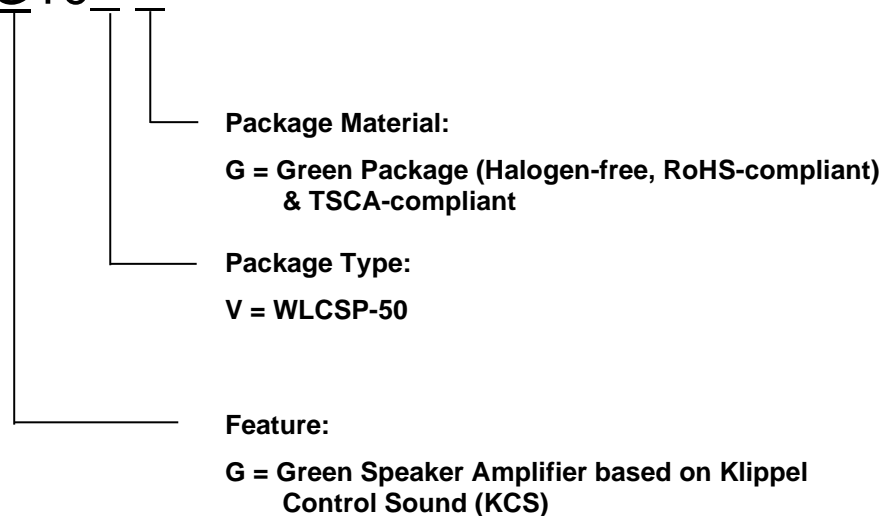 Package Material:
G = Green Package (Halogen-free, RoHS-compliant)
& TSCA-compliant
Package Type:
V = WLCSP-50
Feature:
G = Green Speaker Amplifier based on Klippel
Control Sound (KCS)